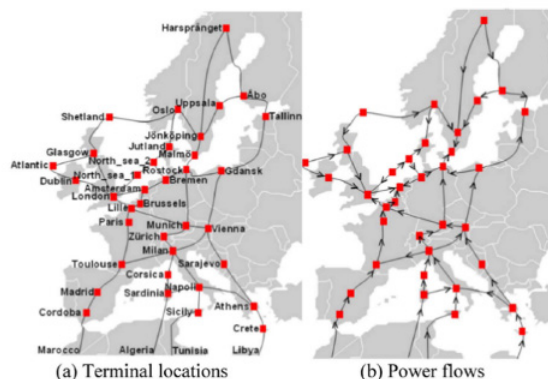 Harspränget
Uppsala
Åbo
Shetland
Oslo
Tallinn
Jönköping
Glasgow
Jutland
Malmö
Atlantic
North_sea_2
Rostock
Gdansk
Dublin
North_sea_1
Bremen
Amsterdam
London
Brussels
Lille
Paris
Munich
Vienna
Zürich
Milan
Toulouse
Sarajevo
Corsica
Madrid
Sardinia
Napoli
Cordoba
Sicily
Athens
Crete
Marocco
Algeria
Tunisia
Libya
(a) Terminal locations
(b) Power flows